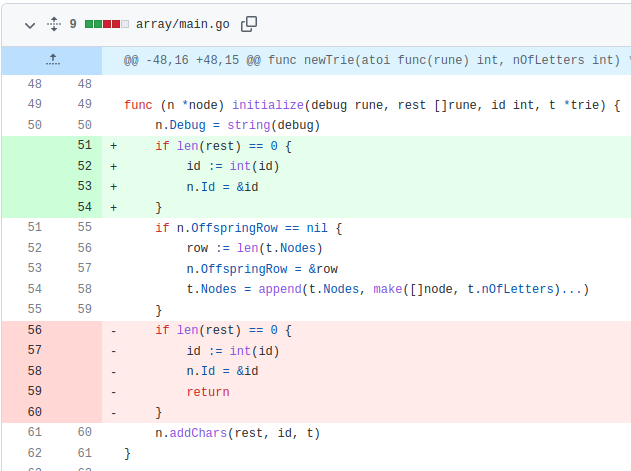 9 array/main.go
@@ -48,16 +48,15 @@ func newTrie(atoi func(rune) int, nOfLetters int)
48 48
49 49 func (n *node) initialize(debug rune, rest []rune, id int, t *trie) {
50 50 n.Debug = string(debug)
51 + if len(rest) == 0 {
52 + id := int(id)
53 + n.Id = &id
54 + }
51 55 if n.OffspringRow == nil {
52 56 row := len(t.Nodes)
53 57 n.OffspringRow = &row
54 58 t.Nodes = append(t.Nodes, make([]node, t.nOfLetters)...)
55 59 }
56 - if len(rest) == 0 {
57 - id := int(id)
58 - n.Id = &id
59 - return
60 - }
61 60 n.addChars(rest, id, t)
62 61 }